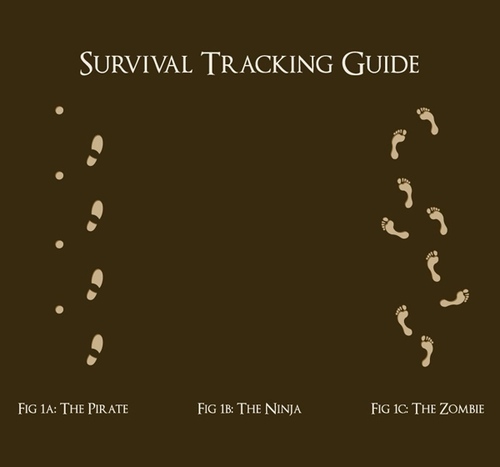 Survival Tracking Guide
Fig 1a: The Pirate
Fig 1b: The Ninja
Fig 1c: The Zombie